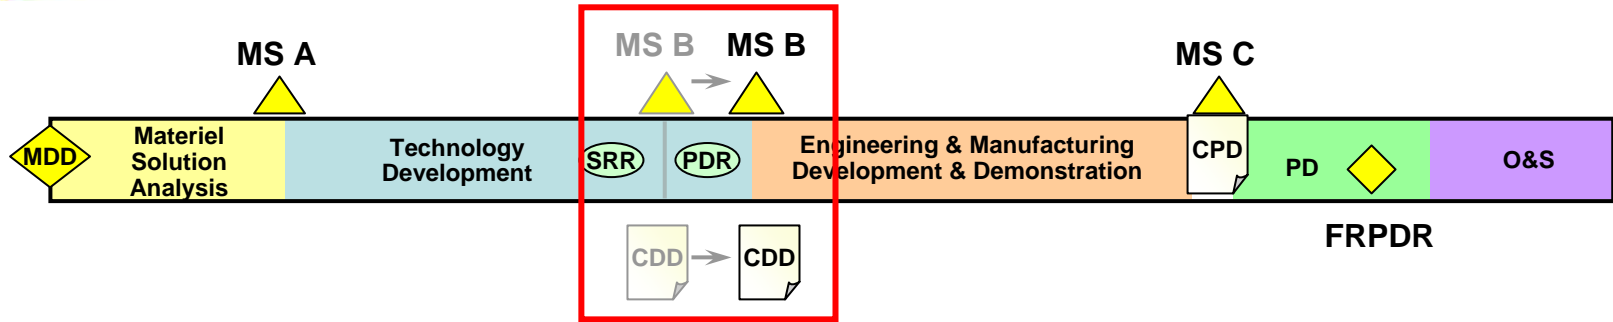 MS A
MS B
MS B
MS C
MDD
Materiel
Solution
Analysis
Technology
Development
SRR
PDR
Engineering & Manufacturing
Development & Demonstration
CPD
PD
O&S
FRPDR
CDD
CDD